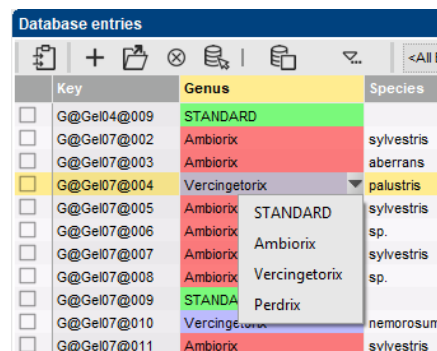 Database entries
<All
Key Genus Species
G@Gel04@009 STANDARD
G@Gel07@002 Ambiorix sylvestris
G@Gel07@003 Ambiorix aberrans
G@Gel07@004 Vercingetorix palustris
G@Gel07@005 Ambiorix sylvestris
G@Gel07@006 Ambiorix sp.
G@Gel07@007 Ambiorix sylvestris
G@Gel07@008 Ambiorix sp.
G@Gel07@009 STANDA
G@Gel07@010 Vercingetorix nemorosum
G@Gel07@011 Ambiorix sylvestris
STANDARD
Ambiorix
Vercingetorix
Perdrix